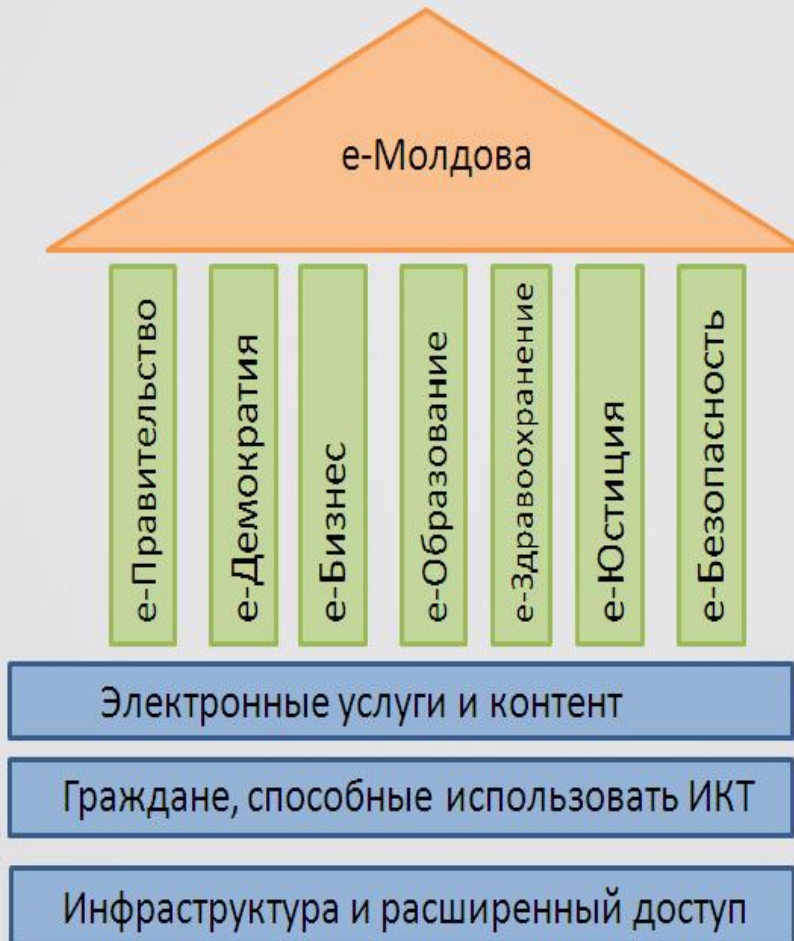 е-Молдова
е-Правительство
е-Демократия
е-Бизнес
е-Образование
е-Здравоохранение
е-Юстиция
е-Безопасность
Электронные услуги и контент
Граждане, способные использовать ИКТ
Инфраструктура и расширенный доступ